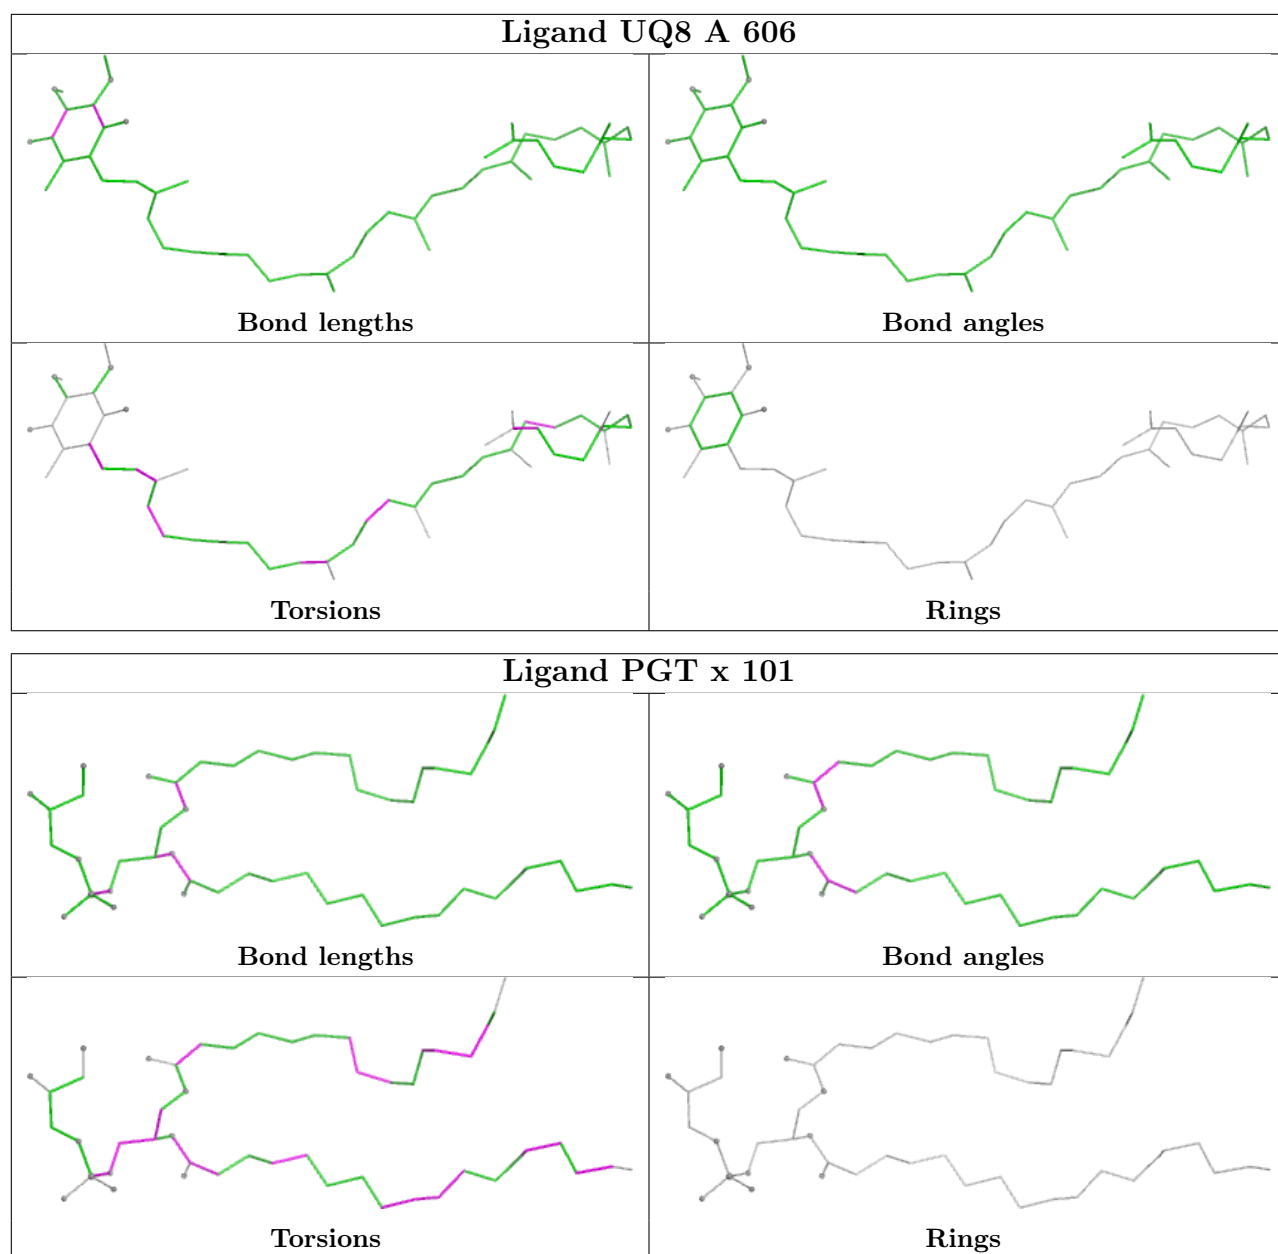 Ligand UQ8 A 606
Bond lengths
Bond angles
Torsions
Rings
Ligand PGT x 101
Bond lengths
Bond angles
Torsions
Rings